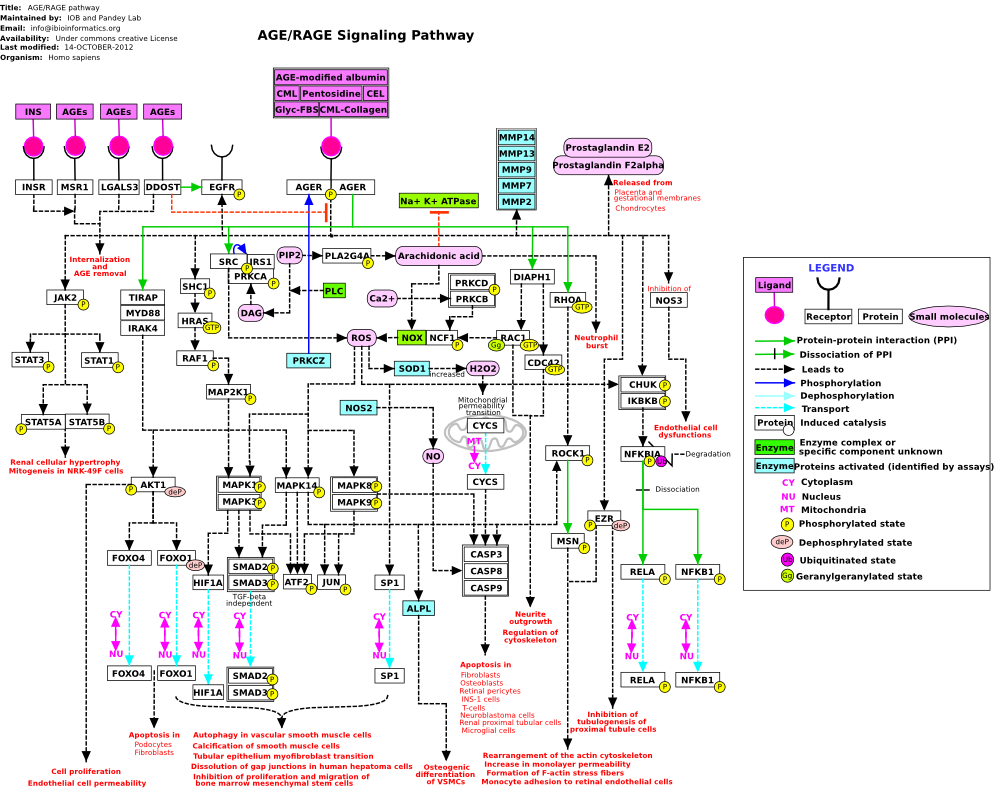 Title: AGE/RAGE pathway
Maintained by: IOB and Pandey Lab
Email: info@ibioinformatics.org
Availability: Under commons creative License
Last modified: 14-OCTOBER-2012
Organism: Homo sapiens
AGE/RAGE Signaling Pathway
AGE-modified albumin
CML Pentosidine CEL
Glyc-FBS CML-Collagen
INS AGEs AGEs AGEs
MMP14
MMP13
MMP9
MMP7
MMP2
Prostaglandin E2
Prostaglandin F2alpha
Released from
Placenta and
gestational membranes
Chondrocytes
INSR MSR1 LGALS3 DDOST EGFR P AGER P AGER
Na+ K+ ATPase
Internalization
and
AGE removal
SRC P IRS1
PRKCA P
PIP2 PLA2G4A P Arachidonic acid
DIAPH1
PRKCD P
PRKCB
Inhibition of
NOS3
JAK2 P
TIRAP
MYD88
IRAK4
SHC1 P
PLC
DAG
Ca2+
RHOA GTP
HRAS GTP
ROS
NOX NCF1 P
RAC1 Gg GTP
Neutrophil
burst
STAT3 P STAT1 P
RAF1 P
PRKCZ
SOD1
increased
H2O2
CDC42 GTP
MAP2K1 P
CHUK P
IKBKB P
NOS2
Mitochondrial
permeability
transition
STAT5A P STAT5B P
CYCS
MT
CY
CYCS
Endothelial cell
dysfunctions
NO
Renal cellular hypertrophy
Mitogeneis in NRK-49F cells
ROCK1 P
NFKBIA P Ub
Degradation
AKT1 P deP
MAPK1 P
MAPK3 P
MAPK14 P
MAPK8 P
MAPK9 P
Dissociation
EZR P deP
MSN P
FOXO4 FOXO1 deP
HIF1A
SMAD2 P
SMAD3 P
TGF-beta
independent
ATF2 P JUN P SP1
CASP3
CASP8
CASP9
RELA P NFKB1 P
ALPL
Neurite
outgrowth
Regulation of
cytoskeleton
CY CY CY CY CY CY CY
NU NU NU NU NU NU NU
FOXO4 FOXO1 HIF1A
SMAD2 P
SMAD3 P
SP1
RELA P NFKB1 P
Apoptosis in
Fibroblasts
Osteoblasts
Retinal pericytes
INS-1 cells
T-cells
Neuroblastoma cells
Renal proximal tubular cells
Microglial cells
Inhibition of
tubulogenesis of
proximal tubule cells
Apoptosis in
Podocytes
Fibroblasts
Autophagy in vascular smooth muscle cells
Calcification of smooth muscle cells
Tubular epithelium myofibroblast transition
Dissolution of gap junctions in human hepatoma cells
Inhibition of proliferation and migration of
bone marrow mesenchymal stem cells
Cell proliferation
Endothelial cell permeability
Osteogenic
differentiation
of VSMCs
Rearrangement of the actin cytoskeleton
Increase in monolayer permeability
Formation of F-actin stress fibers
Monocyte adhesion to retinal endothelial cells
LEGEND
Ligand
Receptor Protein Small molecules
Protein-protein interaction (PPI)
Dissociation of PPI
Leads to
Phosphorylation
Dephosphorylation
Transport
Protein Induced catalysis
Enzyme Enzyme complex or
specific component unknown
Enzyme Proteins activated (identified by assays)
CY Cytoplasm
NU Nucleus
MT Mitochondria
P Phosphorylated state
deP Dephosphrylated state
Ub Ubiquitinated state
Gg Geranylgeranylated state